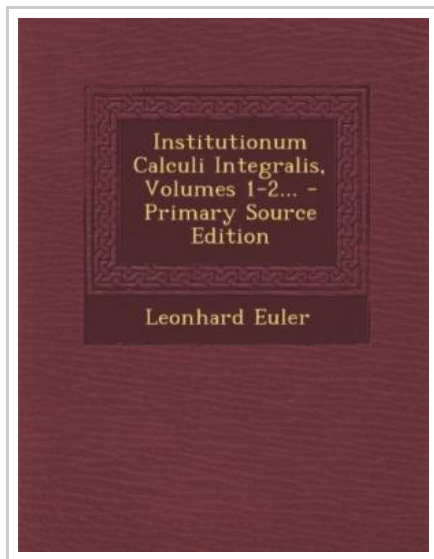 Institutionum
Calculi Integralis,
Volumes 1-2... -
Primary Source
Edition
Leonhard Euler